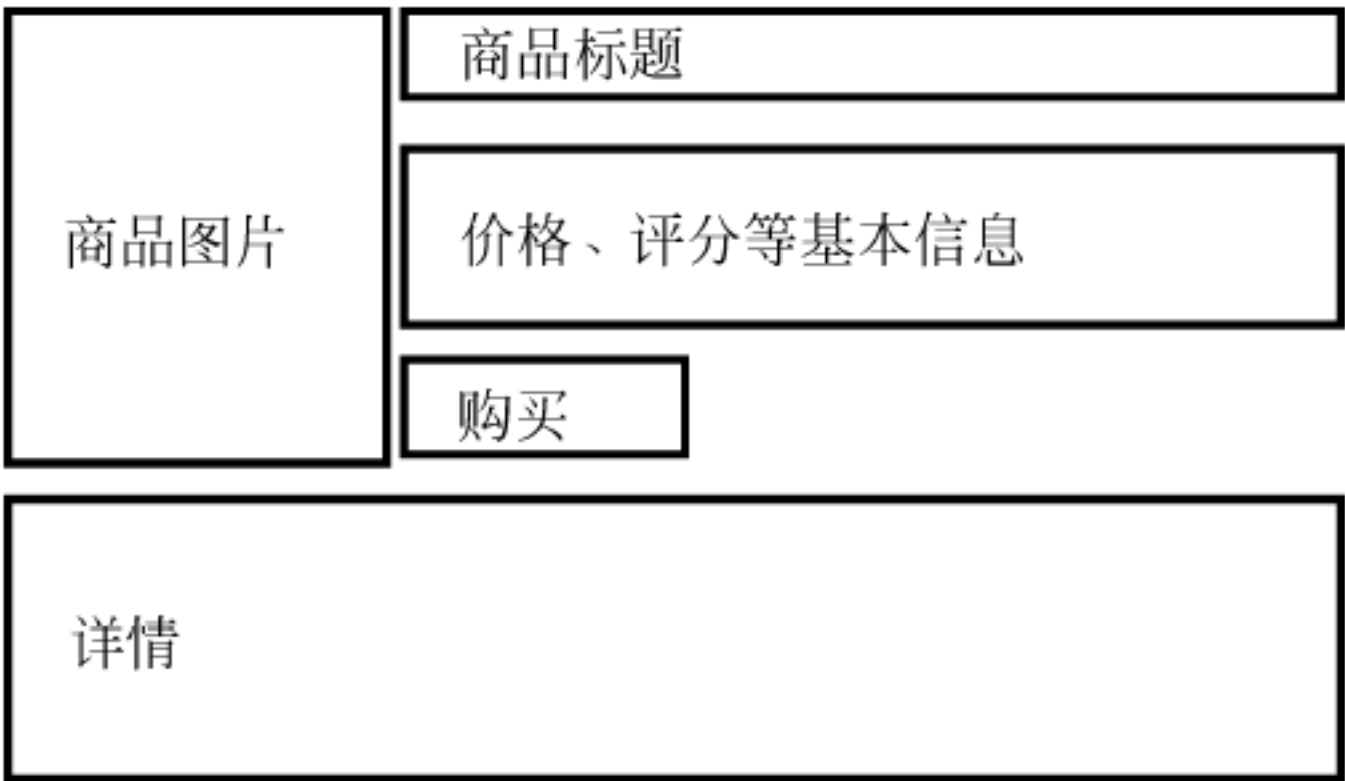 商品标题
商品图片
价格、评分等基本信息
购买
详情